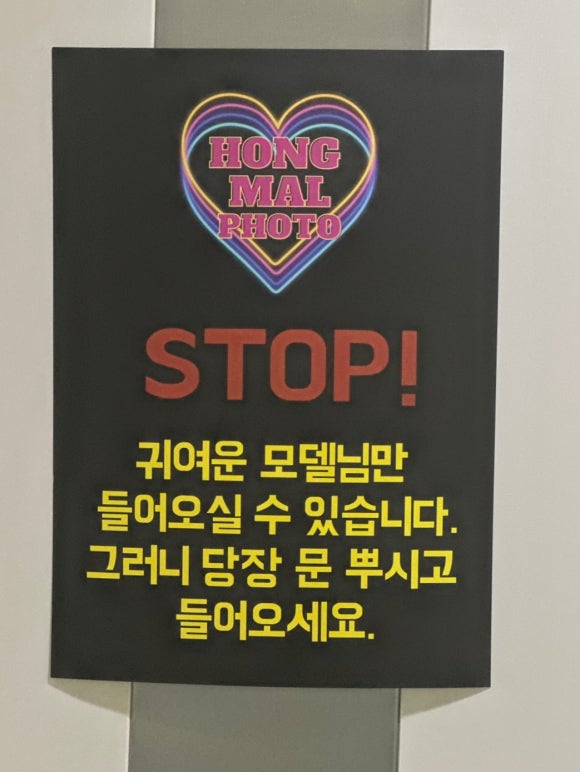 HONG
MAL
PHOTO
STOP!
귀여운 모델님만
들어오실 수 있습니다.
그러니 당장 문 뿌시고
들어오세요.